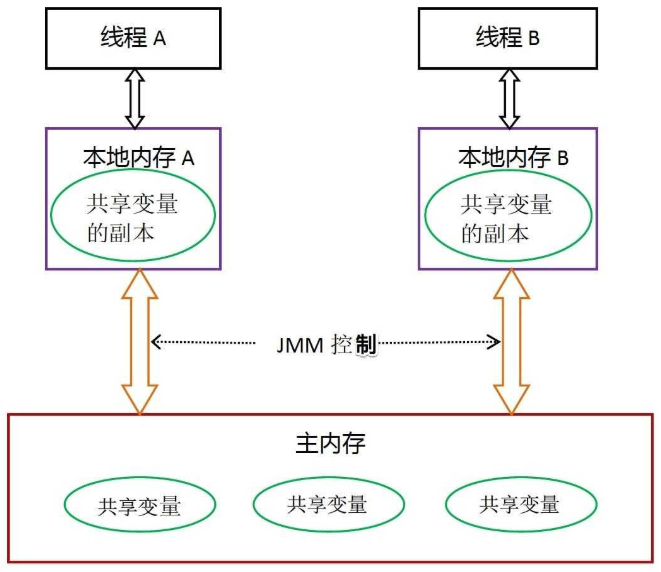 线程 A
线程 B
本地内存 A
本地内存 B
共享变量
的副本
共享变量
的副本
JMM 控制
主内存
共享变量
共享变量
共享变量